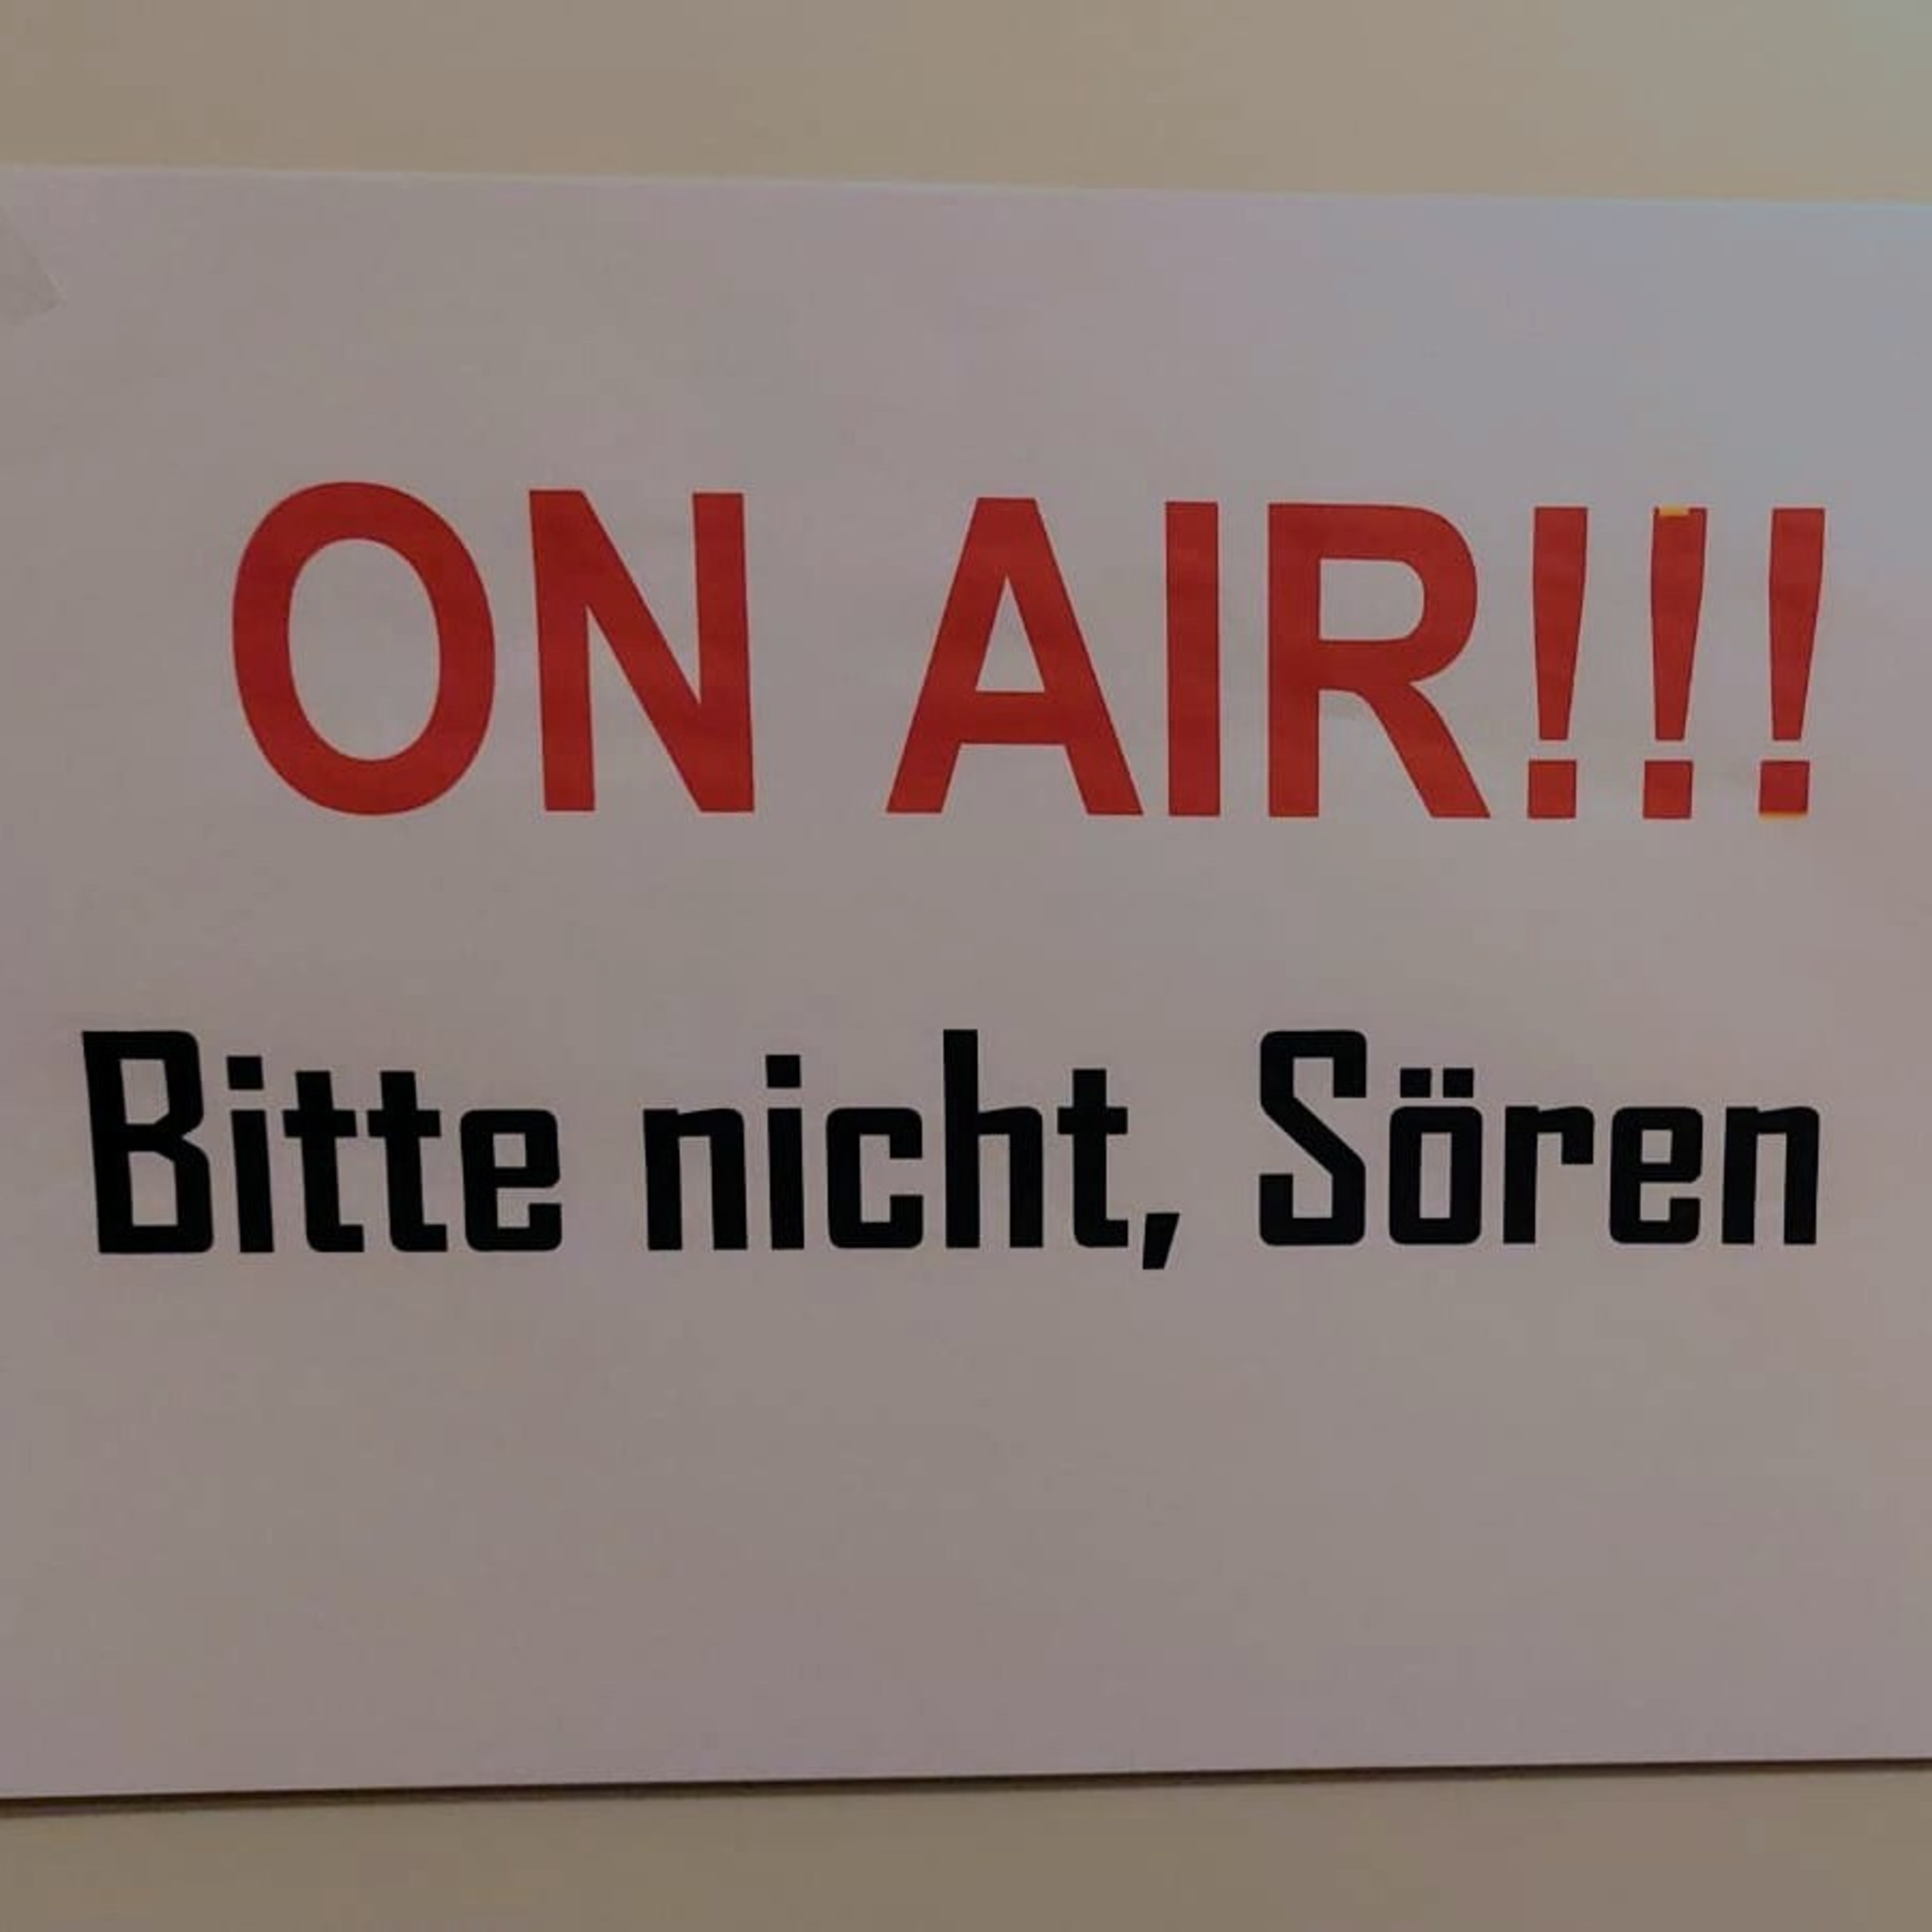 ON AIR!!!
Bitte nicht, Sören